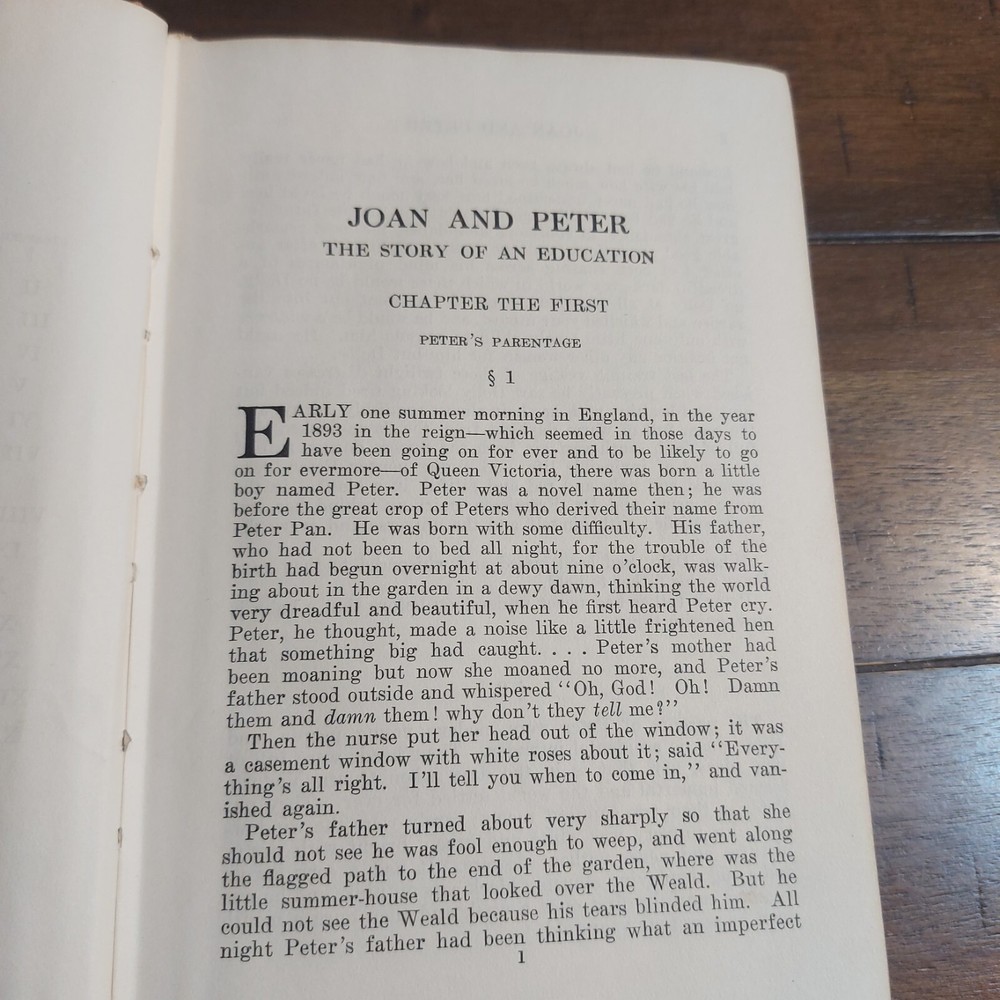 JOAN AND PETER
THE STORY OF AN EDUCATION
CHAPTER THE FIRST
PETER'S PARENTAGE
§ 1
EARLY one summer morning in England, in the year
1893 in the reign—which seemed in those days to
have been going on for ever and to be likely to go
on for evermore—of Queen Victoria, there was born a little
boy named Peter. Peter was a novel name then; he was
before the great crop of Peters who derived their name from
Peter Pan. He was born with some difficulty. His father,
who had not been to bed all night, for the trouble of the
birth had begun overnight at about nine o'clock, was walk-
ing about in the garden in a dewy dawn, thinking the world
very dreadful and beautiful, when he first heard Peter cry.
Peter, he thought, made a noise like a little frightened hen
that something big had caught. . . . Peter's mother had
been moaning but now she moaned no more, and Peter's
father stood outside and whispered "Oh, God! Oh! Damn
them and damn them! why don't they tell me?"
Then the nurse put her head out of the window; it was
a casement window with white roses about it; said "Every-
thing's all right. I'll tell you when to come in," and van-
ished again.
Peter's father turned about very sharply so that she
should not see he was fool enough to weep, and went along
the flagged path to the end of the garden, where was the
little summer-house that looked over the Weald. But he
could not see the Weald because his tears blinded him. All
night Peter's father had been thinking what an imperfect
1